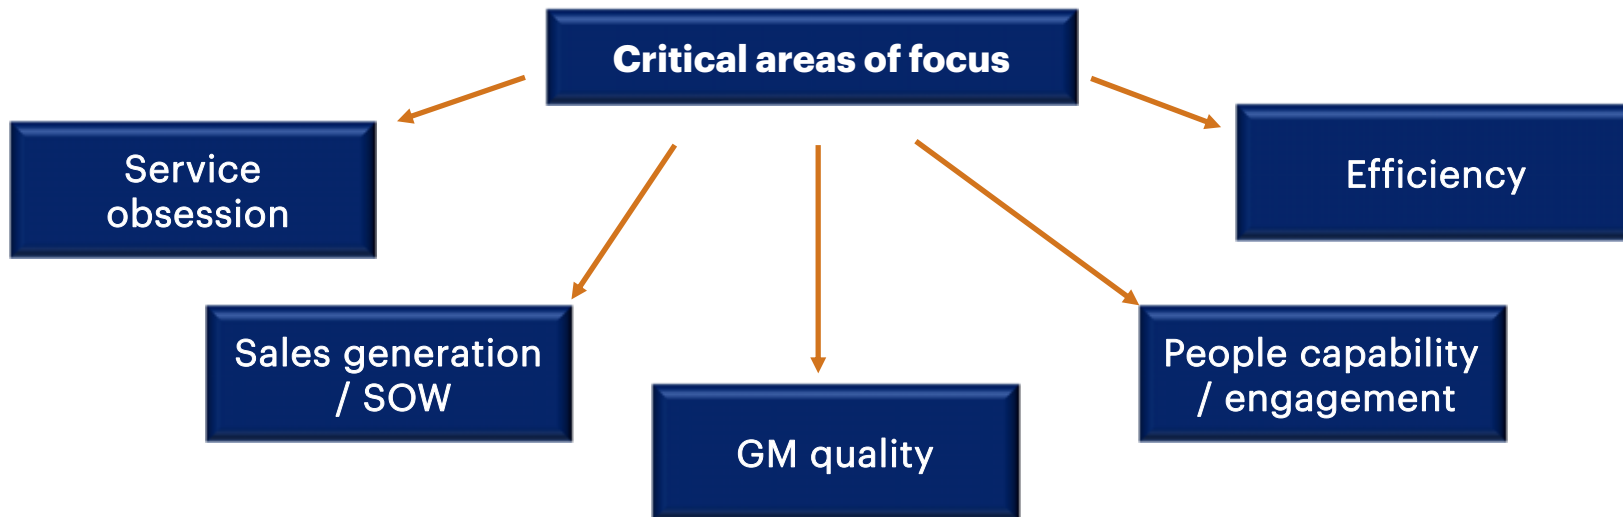 Critical areas of focus
Service
obsession
Efficiency
Sales generation
/ SOW
People capability
/ engagement
GM quality